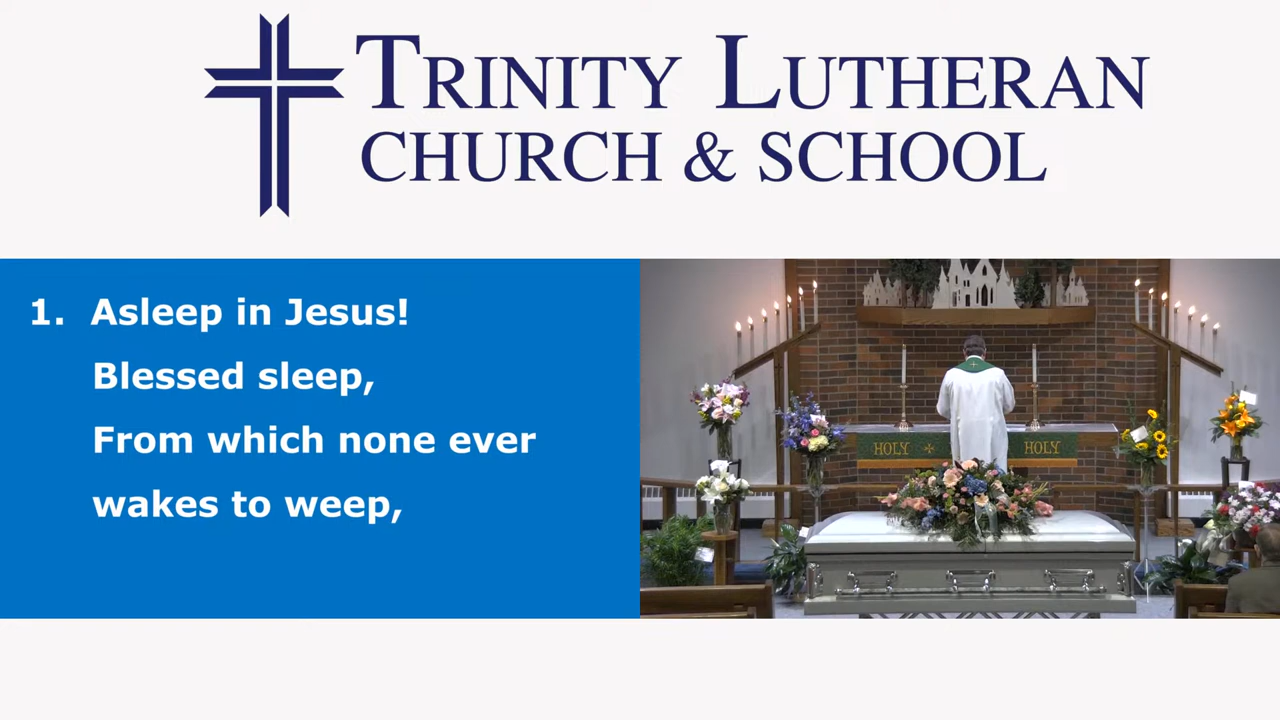 TRINITY LUTHERAN
CHURCH & SCHOOL
1. Asleep in Jesus!
Blessed sleep,
From which none ever
wakes to weep,
HOLY HOLY